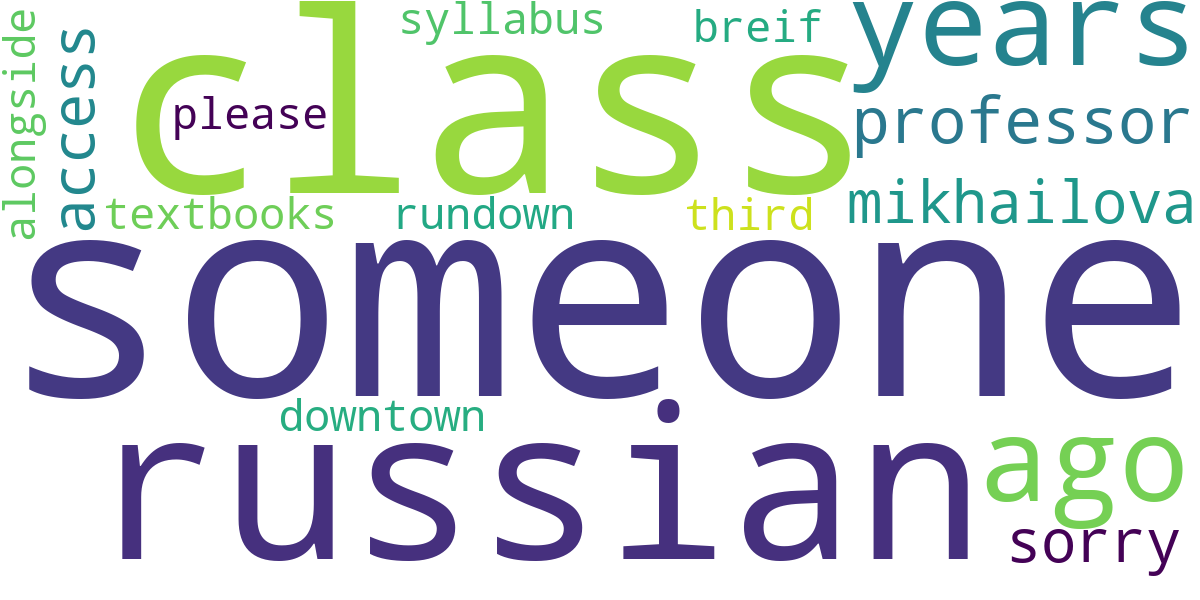 syllabus
breif
years
class
alongside
access
please
professor
textbooks
rundown
third
mikhailova
someone
downtown
russian
ago
sorry